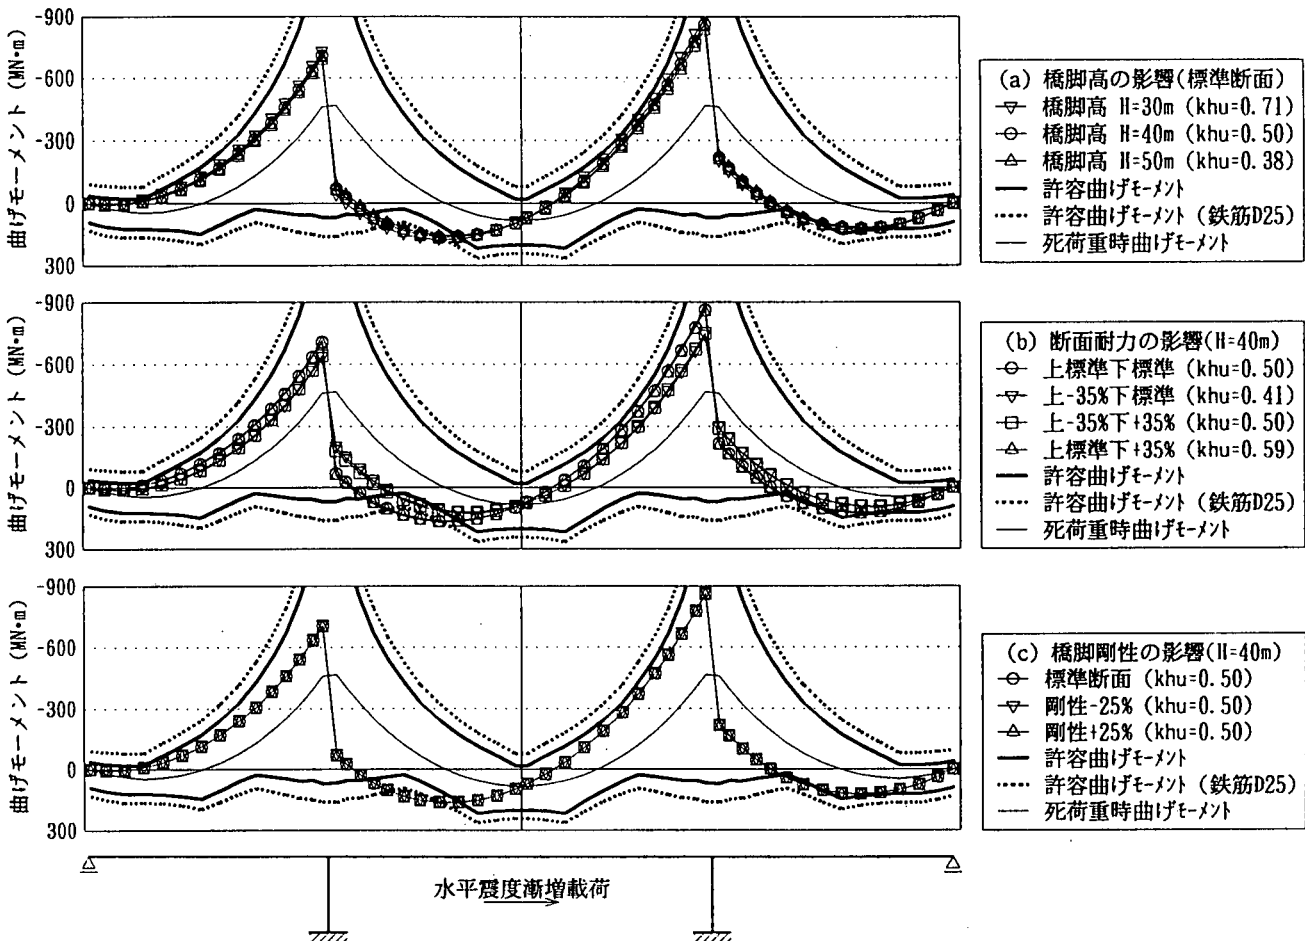 曲げモーメント (MN・m)
-900
-600
-300
0
300
(a) 橋脚高の影響(標準断面)
橋脚高 H=30m (khu=0.71)
橋脚高 H=40m (khu=0.50)
橋脚高 H=50m (khu=0.38)
許容曲げモーメント
許容曲げモーメント (鉄筋D25)
死荷重時曲げモーメント
曲げモーメント (MN・m)
-900
-600
-300
0
300
(b) 断面耐力の影響(H=40m)
上標準下標準 (khu=0.50)
上-35%下標準 (khu=0.41)
上-35%下+35% (khu=0.50)
上標準下+35% (khu=0.59)
許容曲げモーメント
許容曲げモーメント (鉄筋D25)
死荷重時曲げモーメント
曲げモーメント (MN・m)
-900
-600
-300
0
300
(c) 橋脚剛性の影響(H=40m)
標準断面 (khu=0.50)
剛性-25% (khu=0.50)
剛性+25% (khu=0.50)
許容曲げモーメント
許容曲げモーメント (鉄筋D25)
死荷重時曲げモーメント
水平震度漸増載荷